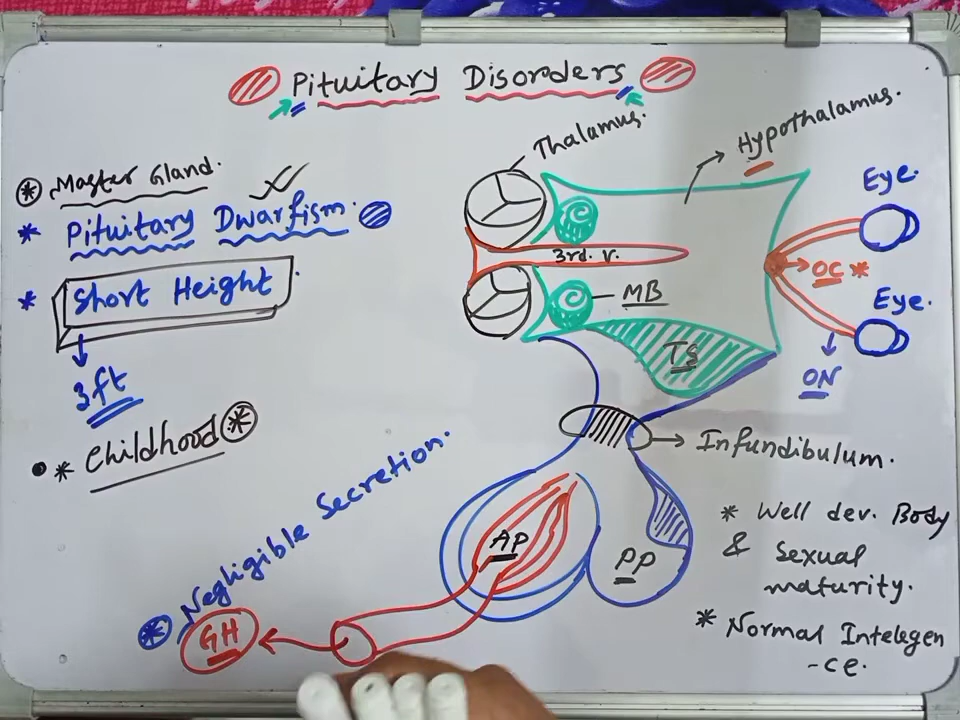 Pituitary Disorders
* Master Gland.
* Pituitary Dwarfism.
* Short Height
3ft
* Childhood *
* Negligible Secretion.
GH
Thalamus.
Hypothalamus.
Eye.
3rd. V.
OC *
MB
Eye.
TS
ON
Infundibulum.
AP
PP
* Well dev. Body
& Sexual
maturity.
* Normal Intelegen
-ce.